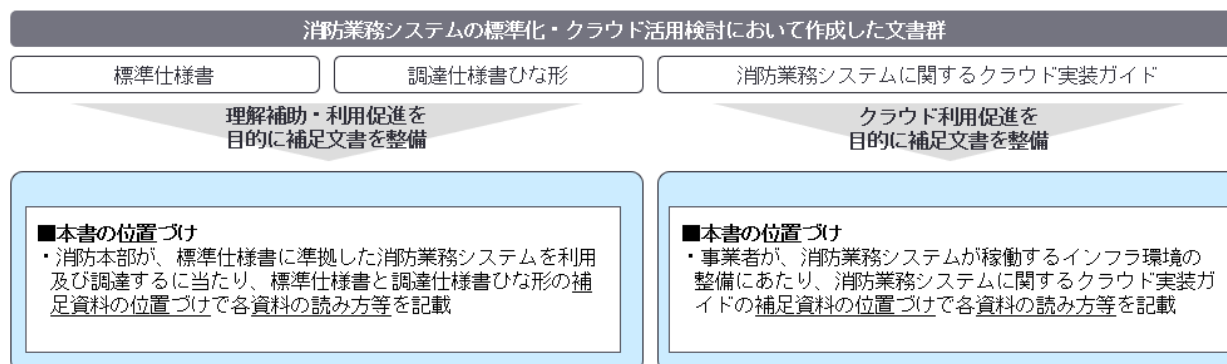 消防業務システムの標準化・クラウド活用検討において作成した文書群
標準仕様書
調達仕様書ひな形
消防業務システムに関するクラウド実装ガイド
理解補助・利用促進を
目的に補足文書を整備
クラウド利用促進を
目的に補足文書を整備
■本書の位置づけ
・消防本部が、標準仕様書に準拠した消防業務システムを利用
及び調達するに当たり、標準仕様書と調達仕様書ひな形の補
足資料の位置づけで各資料の読み方等を記載
■本書の位置づけ
・事業者が、消防業務システムが稼働するインフラ環境の
整備にあたり、消防業務システムに関するクラウド実装ガ
イドの補足資料の位置づけで各資料の読み方等を記載